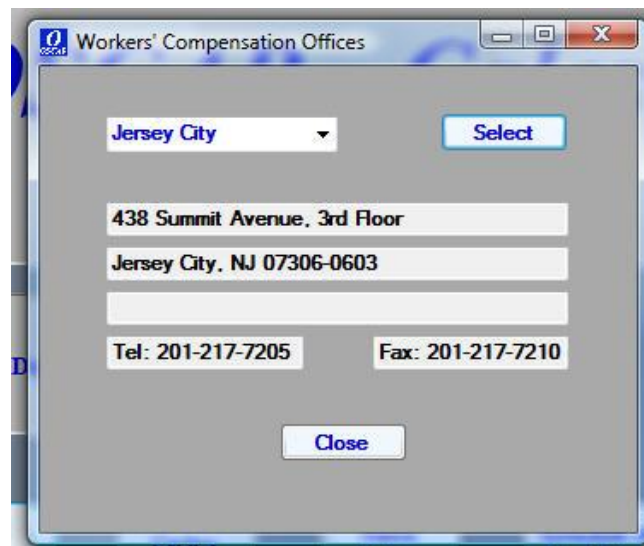 Workers' Compensation Offices
Jersey City
Select
438 Summit Avenue, 3rd Floor
Jersey City, NJ 07306-0603
Tel: 201-217-7205 Fax: 201-217-7210
Close